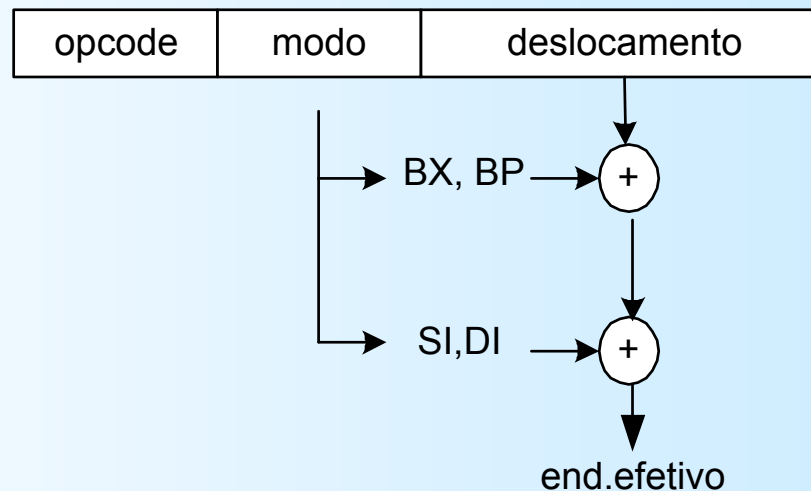 opcode modo deslocamento
BX, BP +
SI,DI +
end.efetivo